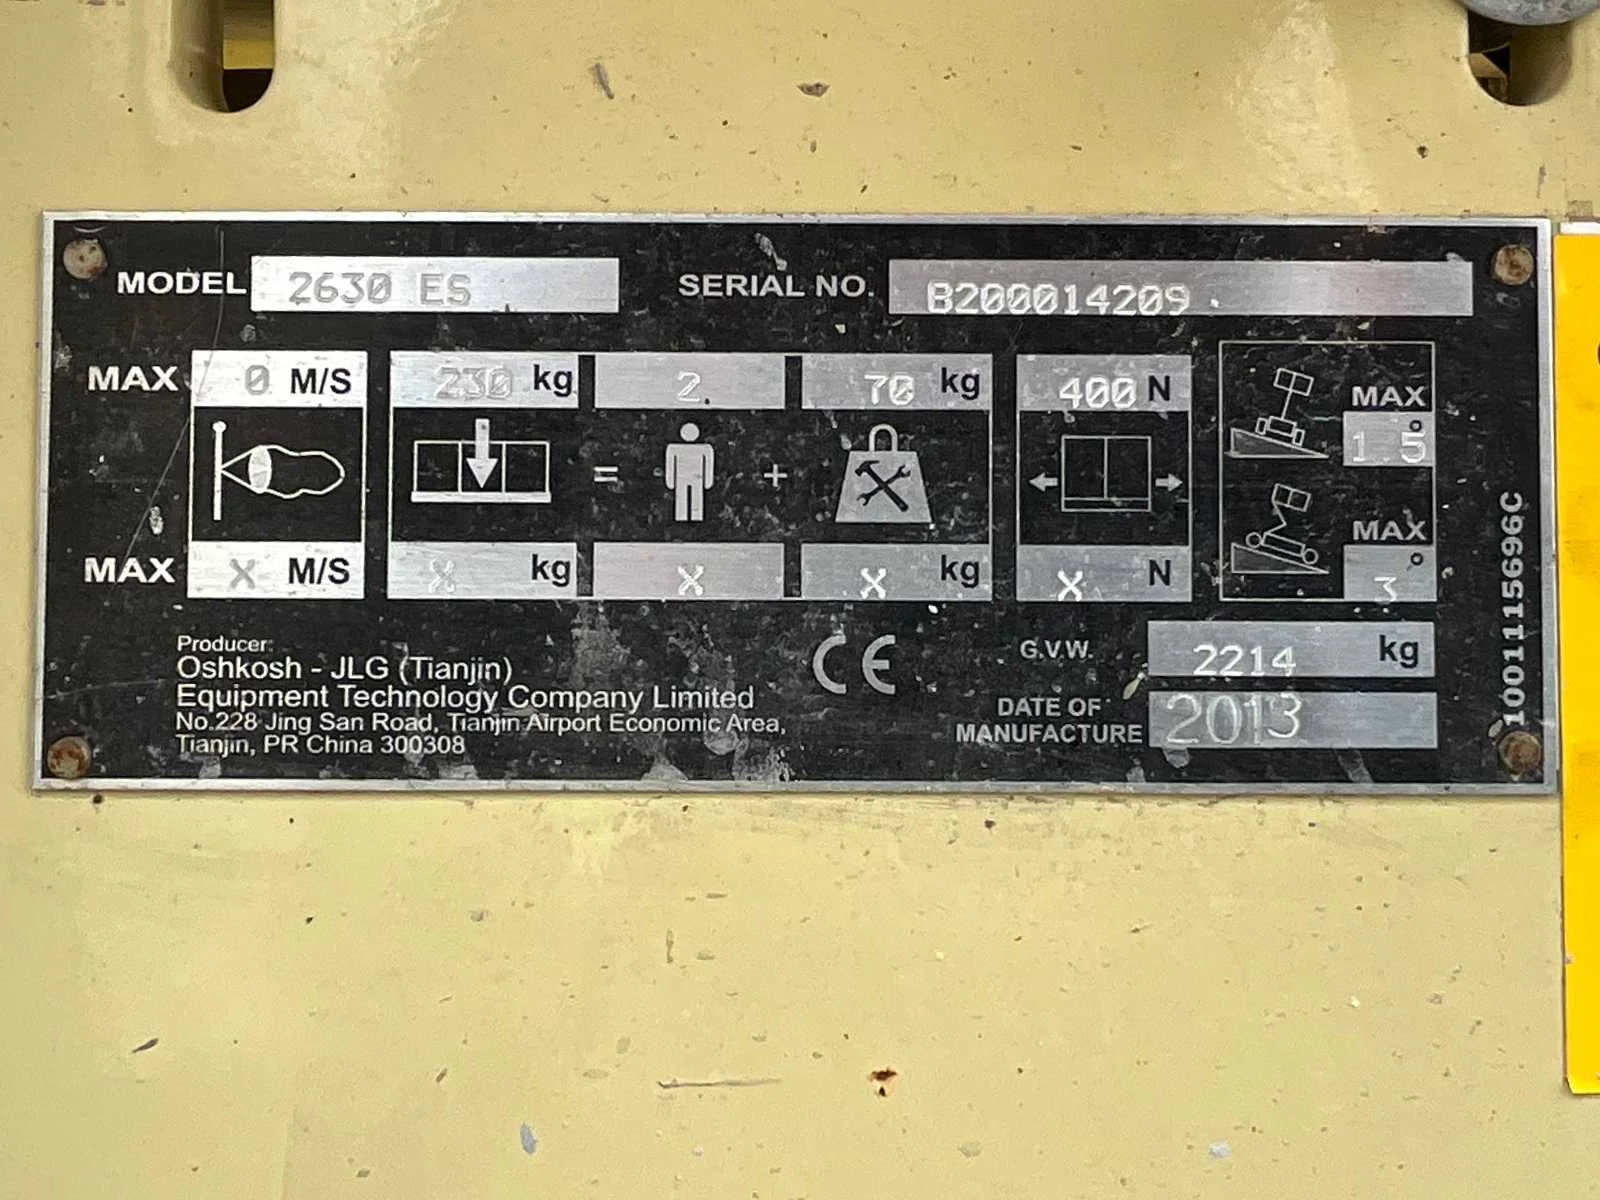 MODEL 2630 ES SERIAL NO. B200014209
MAX 0 M/S 230 kg 2 70 kg 400 N MAX
1.5°
= +
MAX
MAX X M/S X kg X X kg X N 3°
Producer:
Oshkosh - JLG (Tianjin)
Equipment Technology Company Limited
No.228 Jing San Road, Tianjin Airport Economic Area,
Tianjin, PR China 300308
CE
G.V.W. 2214 kg
DATE OF
MANUFACTURE 2013
1001115696C